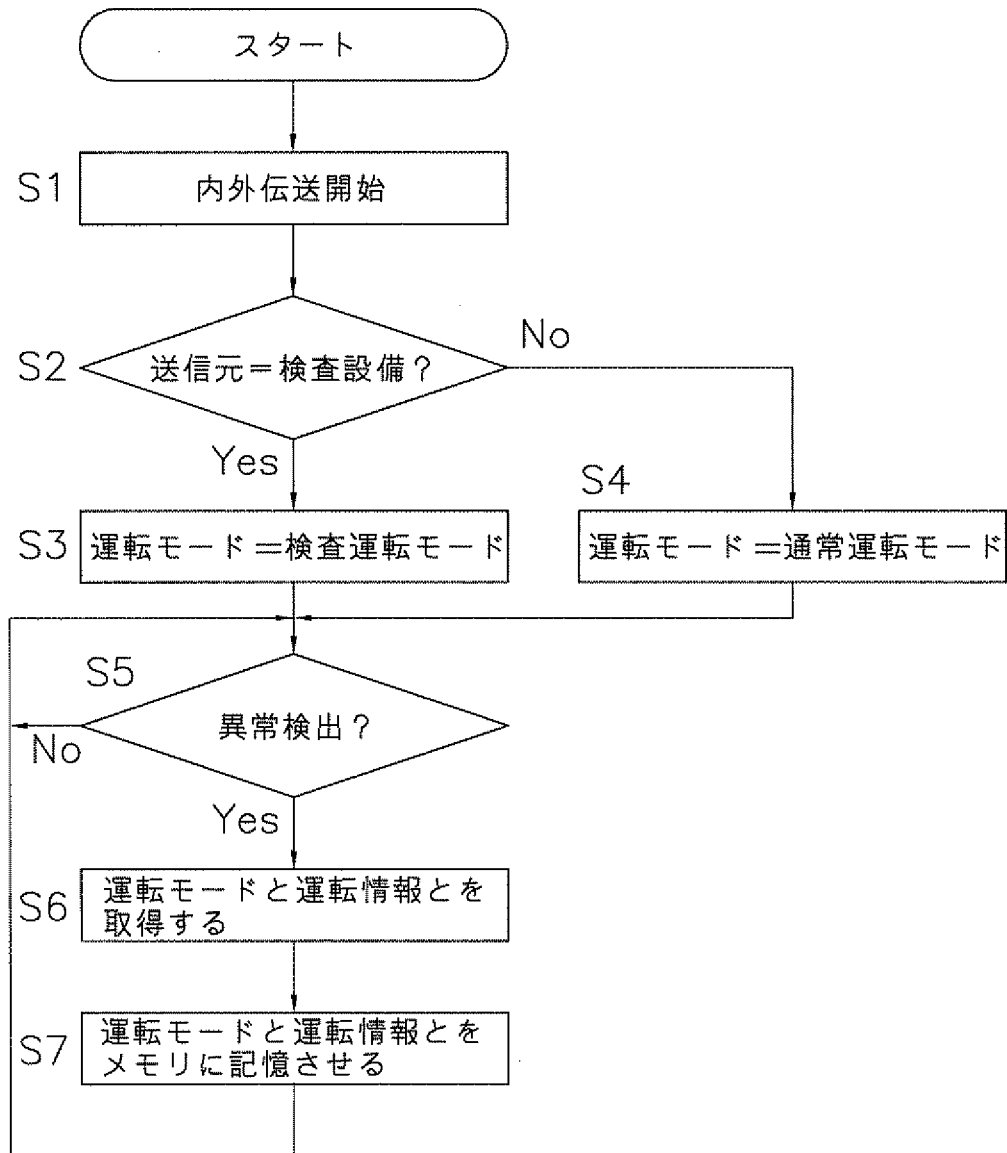 スタート
S1
内外伝送開始
S2
送信元＝検査設備？
No
Yes
S3
運転モード＝検査運転モード
S4
運転モード＝通常運転モード
S5
異常検出？
No
Yes
S6
運転モードと運転情報とを
取得する
S7
運転モードと運転情報とを
メモリに記憶させる